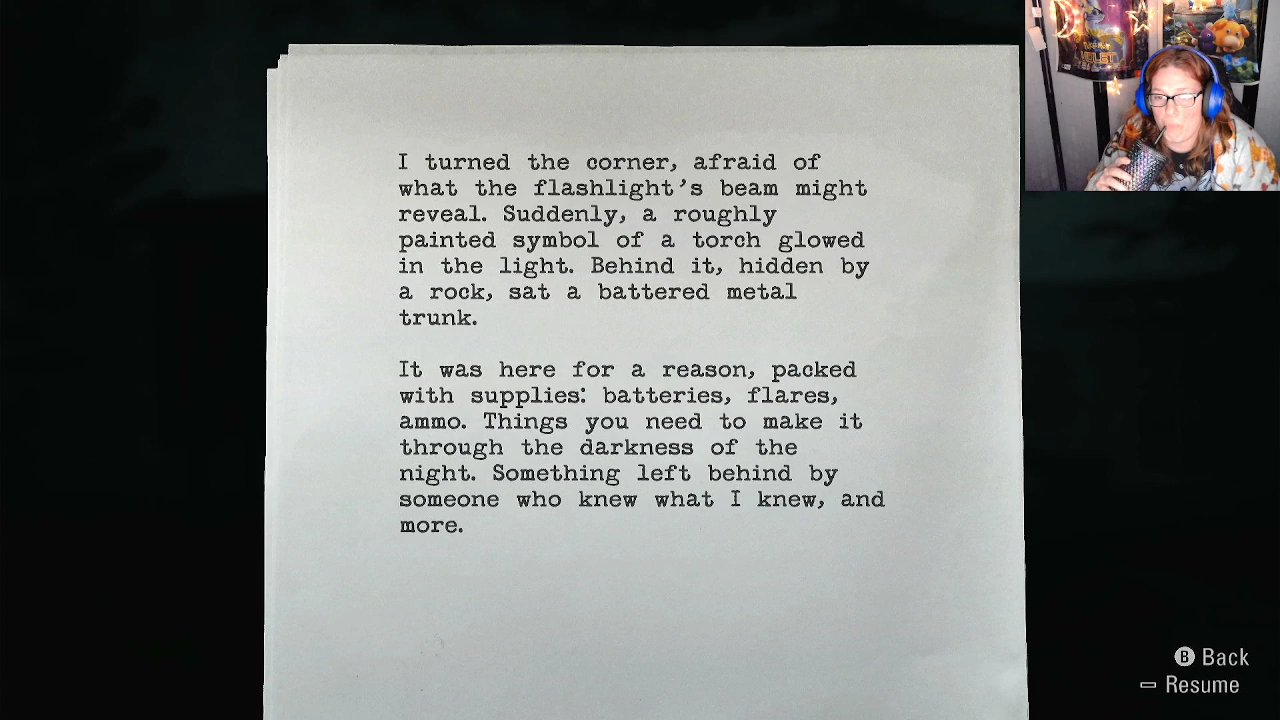 I turned the corner, afraid of
what the flashlight's beam might
reveal. Suddenly, a roughly
painted symbol of a torch glowed
in the light. Behind it, hidden by
a rock, sat a battered metal
trunk.
It was here for a reason, packed
with supplies: batteries, flares,
ammo. Things you need to make it
through the darkness of the
night. Something left behind by
someone who knew what I knew, and
more.
B Back
Resume
VIOLET